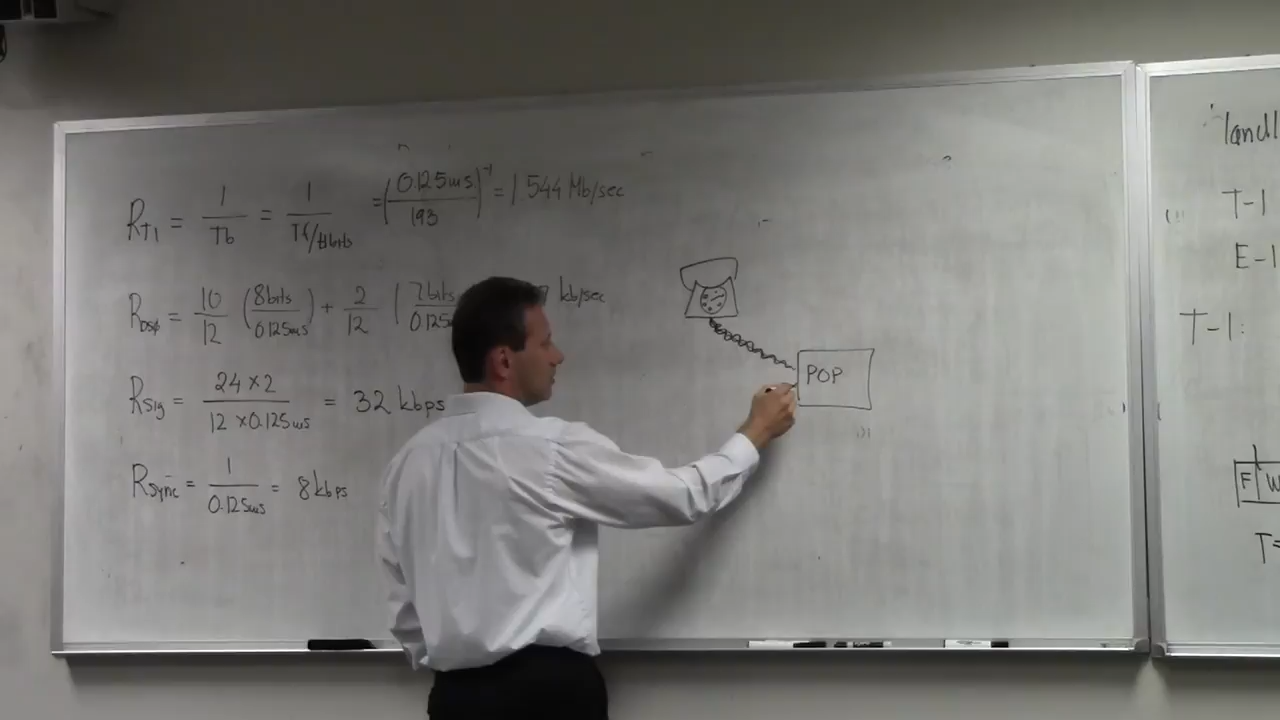 R_T1 = 1/Tb = 1/(Tf/#bits) = (0.125ms/193)^-1 = 1.544 Mb/sec
R_DSø = 10/12 (8bits/0.125ms) + 2/12 (7bits/0.125 kb/sec
R_sig = 24×2/12×0.125ms = 32 kbps
R_sync = 1/0.125ms = 8kbps
POP
T-1
E-1
T-1:
F W
T=